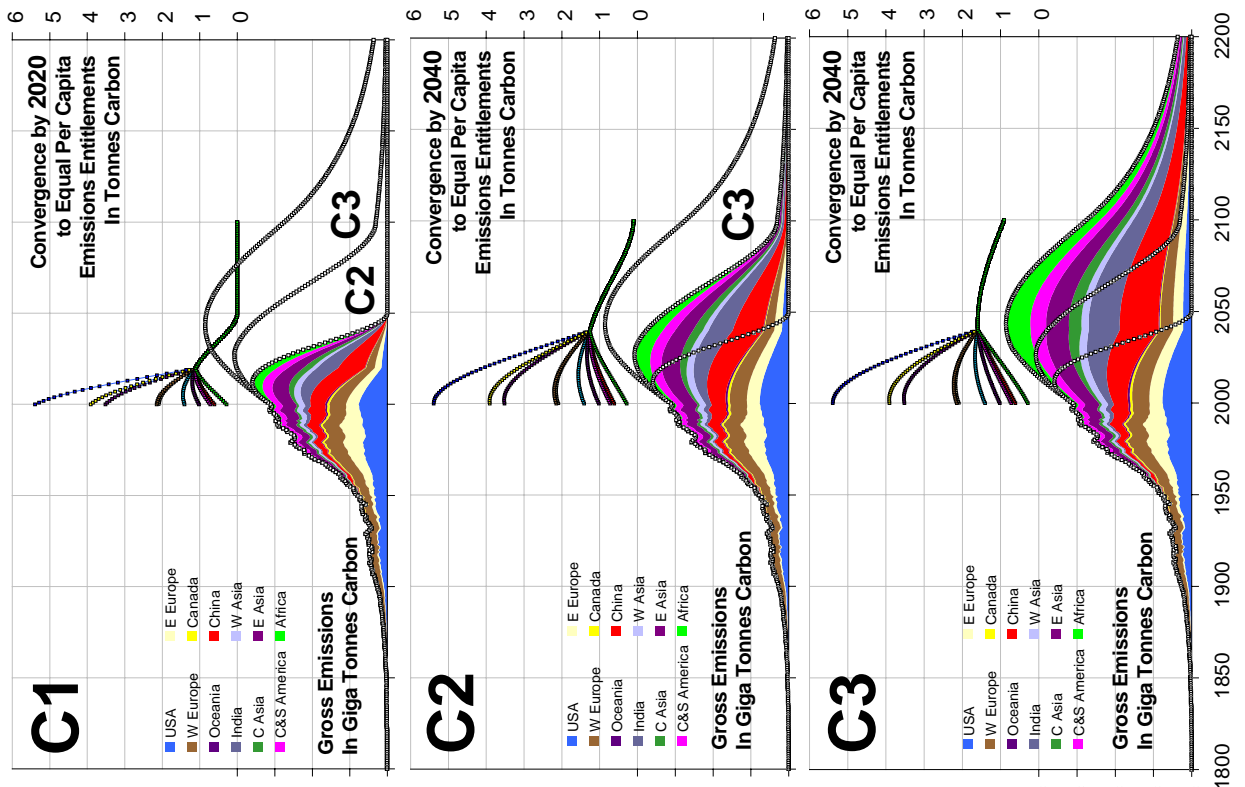 C1
Convergence by 2020
to Equal Per Capita
Emissions Entitlements
In Tonnes Carbon
6
5
4
3
2
1
0
USA E Europe
W Europe Canada
Oceania China
India W Asia
C Asia E Asia
C&S America Africa
Gross Emissions
In Giga Tonnes Carbon
C2
C3
C2
Convergence by 2040
to Equal Per Capita
Emissions Entitlements
In Tonnes Carbon
6
5
4
3
2
1
0
USA E Europe
W Europe Canada
Oceania China
India W Asia
C Asia E Asia
C&S America Africa
Gross Emissions
In Giga Tonnes Carbon
C3
C3
Convergence by 2040
to Equal Per Capita
Emissions Entitlements
In Tonnes Carbon
6
5
4
3
2
1
0
USA E Europe
W Europe Canada
Oceania China
India W Asia
C Asia E Asia
C&S America Africa
Gross Emissions
In Giga Tonnes Carbon
1800 1850 1900 1950 2000 2050 2100 2150 2200